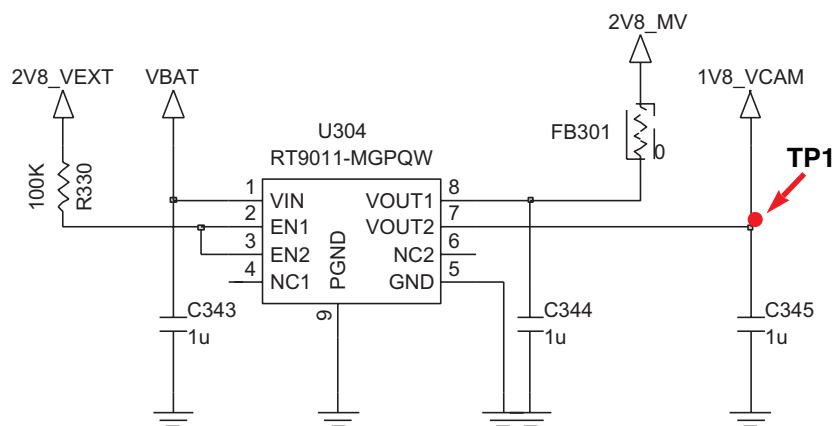 2V8_MV
2V8_VEXT
VBAT
1V8_VCAM
U304
RT9011-MGPQW
FB301
0
TP1
100K
R330
1
VIN
VOUT1
8
2
EN1
VOUT2
7
3
EN2
NC2
6
4
NC1
GND
5
PGND
9
C343
1u
C344
1u
C345
1u